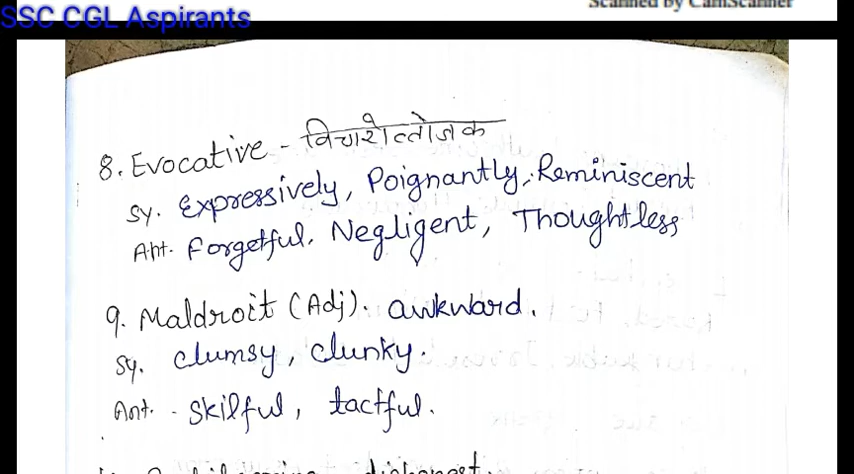 Scanned by CamScanner
SSC CGL Aspirants
8. Evocative - विचारोत्तेजक
Sy. Expressively, Poignantly, Reminiscent
Ant. Forgetful, Negligent, Thoughtless
9. Maldroit (Adj). awkward.
Sy. clumsy, clunky.
Ant. - skilful, tactful.
dishonest.